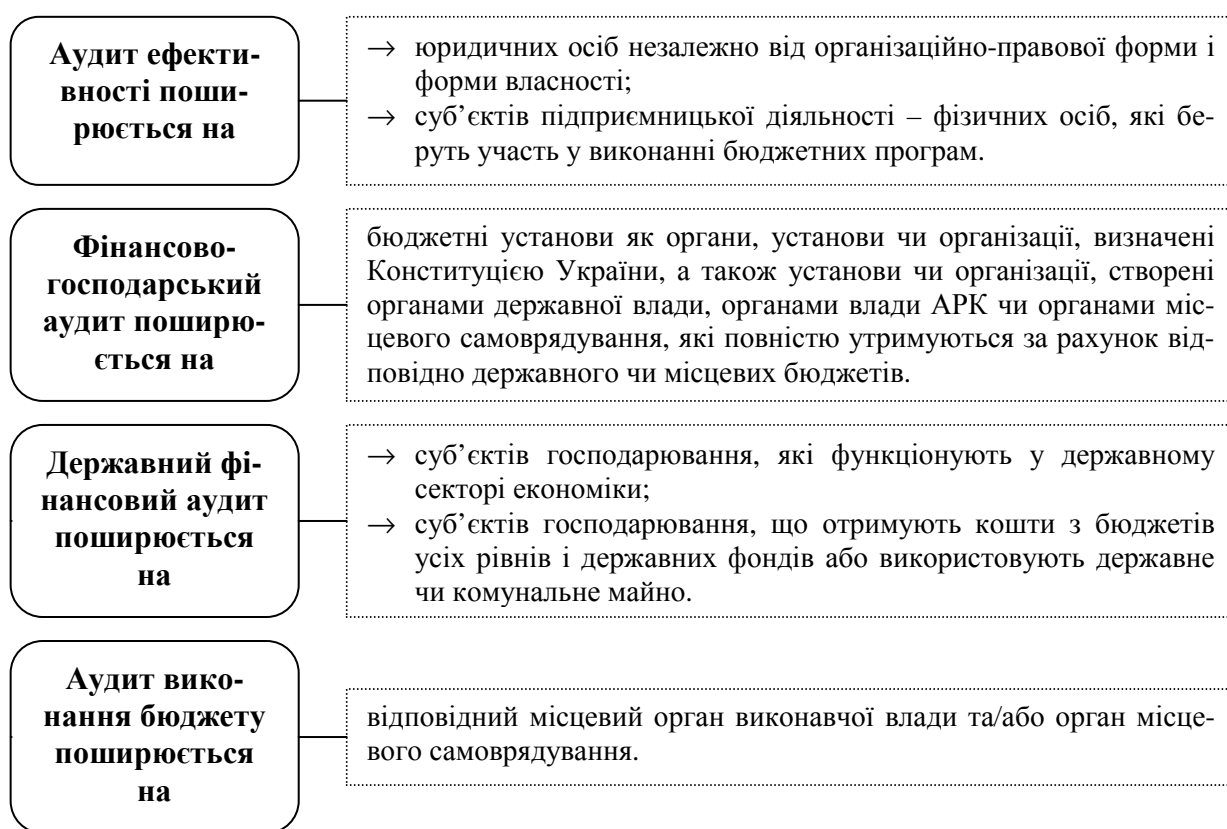 Аудит ефекти-
вності поши-
рюється на
→ юридичних осіб незалежно від організаційно-правової форми і
форми власності;
→ суб’єктів підприємницької діяльності – фізичних осіб, які бе-
руть участь у виконанні бюджетних програм.
Фінансово-
господарський
аудит поширю-
ється на
бюджетні установи як органи, установи чи організації, визначені
Конституцією України, а також установи чи організації, створені
органами державної влади, органами влади АРК чи органами міс-
цевого самоврядування, які повністю утримуються за рахунок від-
повідно державного чи місцевих бюджетів.
Державний фі-
нансовий аудит
поширюється
на
→ суб’єктів господарювання, які функціонують у державному
секторі економіки;
→ суб’єктів господарювання, що отримують кошти з бюджетів
усіх рівнів і державних фондів або використовують державне
чи комунальне майно.
Аудит вико-
нання бюджету
поширюється
на
відповідний місцевий орган виконавчої влади та/або орган місце-
вого самоврядування.